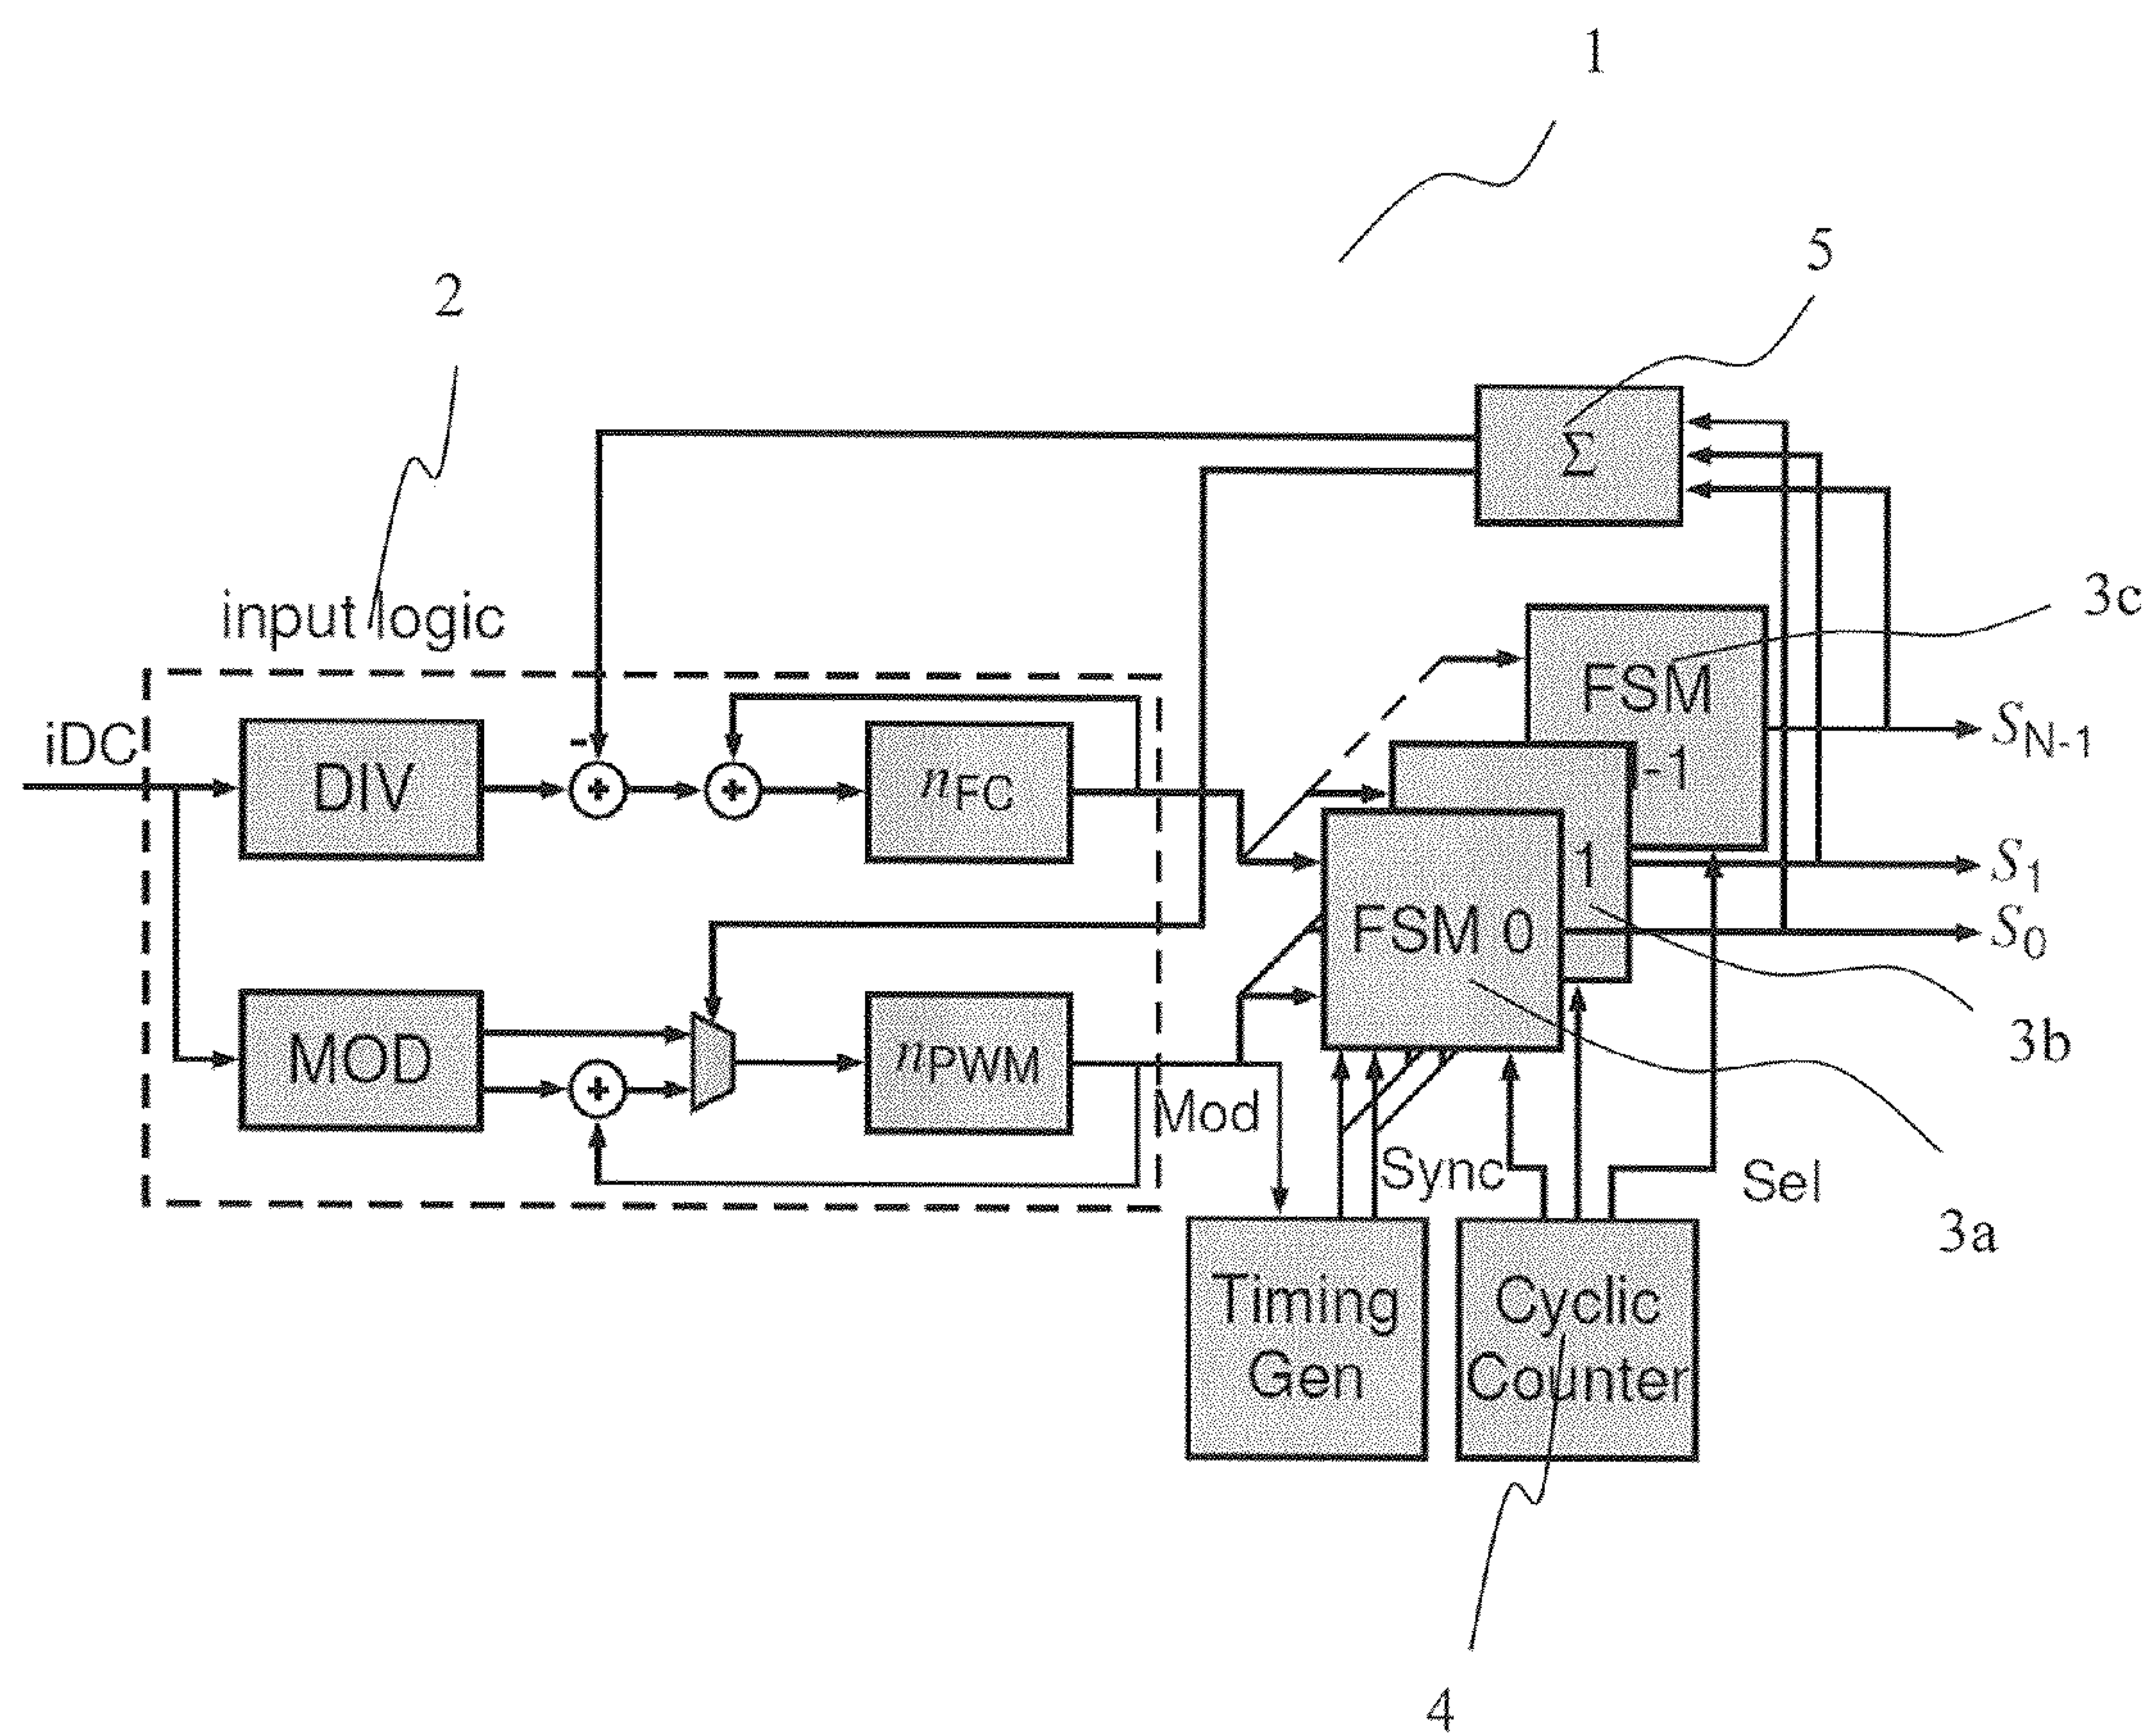 1
5
2
Σ
3c
input logic
FSM
-1
iDC
-
DIV
+
+
nFC
SN-1
1
S1
FSM 0
S0
MOD
+
nPWM
3b
Mod
Sync
Sel
3a
Timing
Gen
Cyclic
Counter
4